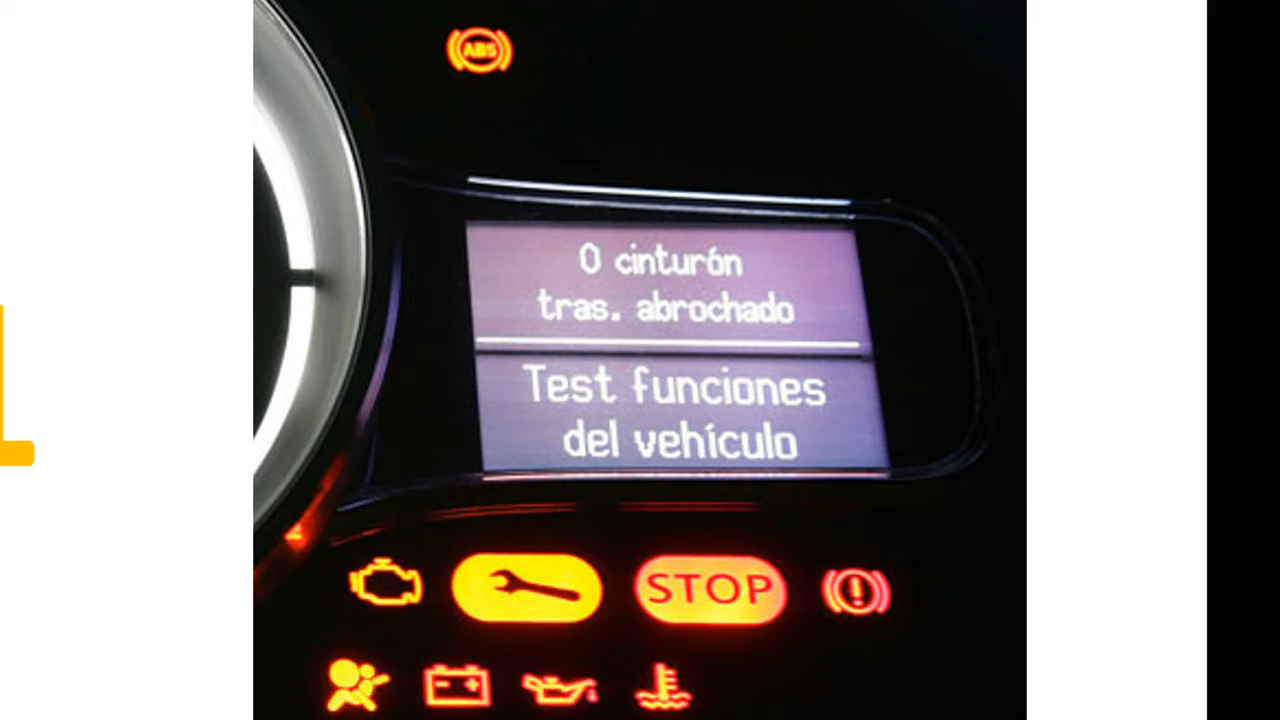 ABS
0 cinturón
tras. abrochado
Test funciones
del vehículo
STOP